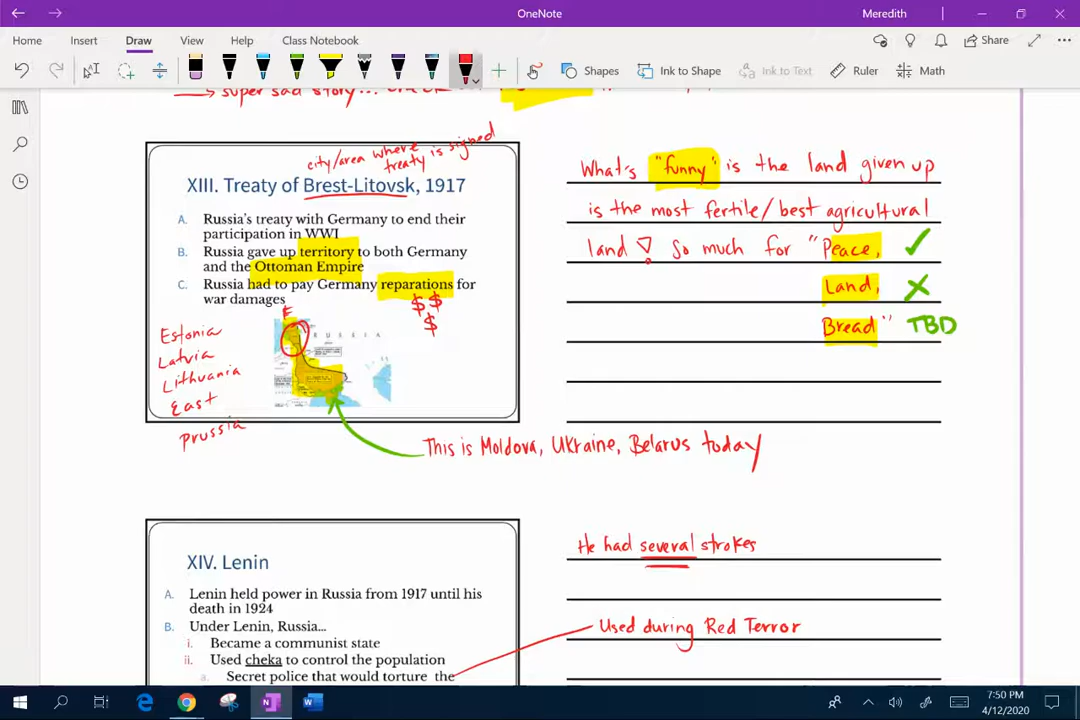 OneNote
Meredith
Home Insert Draw View Help Class Notebook
Share
Shapes Ink to Shape Ink to Text Ruler Math
super sad story...
city/area where
treaty is signed
XIII. Treaty of Brest-Litovsk, 1917
A. Russia's treaty with Germany to end their
participation in WWI
B. Russia gave up territory to both Germany
and the Ottoman Empire
C. Russia had to pay Germany reparations for
war damages
$ $
$
E
RUSSIA
Estonia
Latvia
Lithuania
East
Prussia
What's "funny" is the land given up
is the most fertile/best agricultural
land! So much for "Peace, ✓
Land, X
Bread" TBD
This is Moldova, Ukraine, Belarus today
XIV. Lenin
A. Lenin held power in Russia from 1917 until his
death in 1924
B. Under Lenin, Russia...
i. Became a communist state
ii. Used cheka to control the population
a. Secret police that would torture the
He had several strokes
Used during Red Terror
7:50 PM
4/12/2020